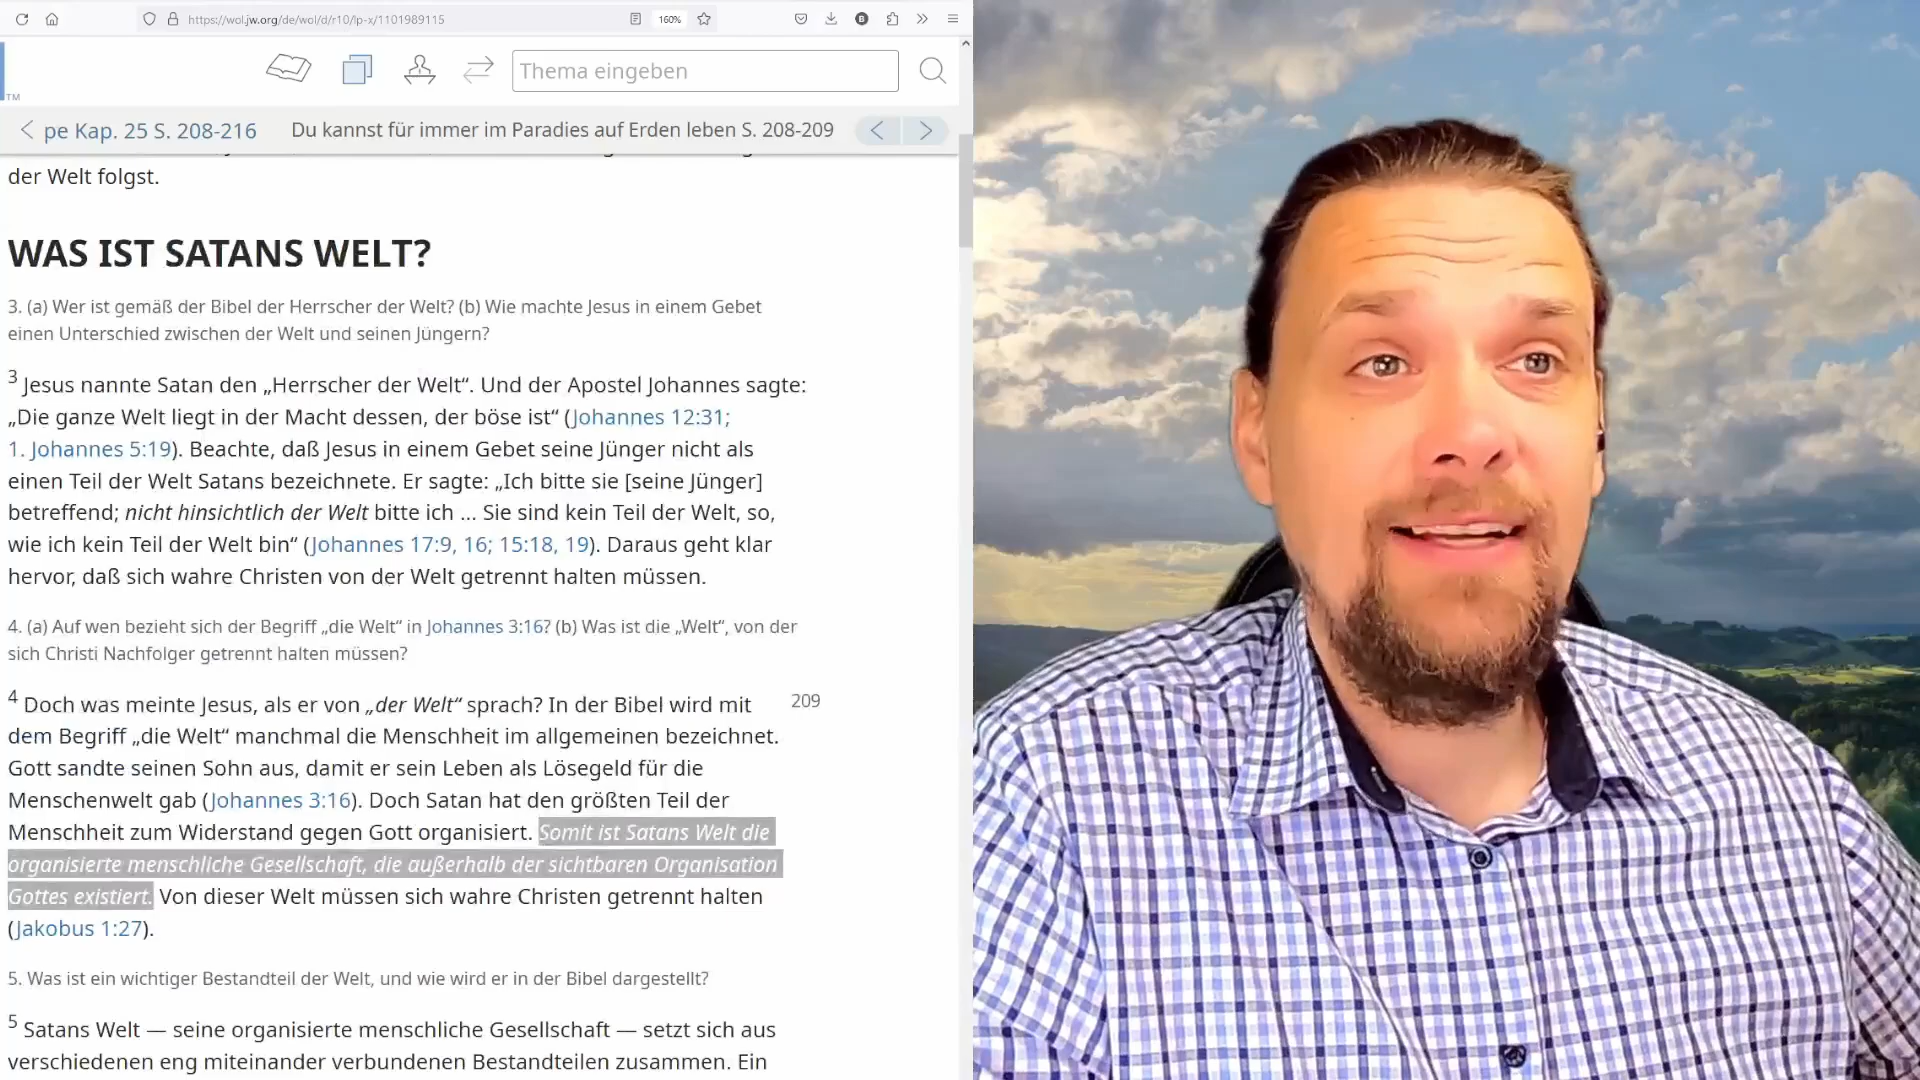 https://wol.jw.org/de/wol/d/r10/lp-x/1101989115
160%
B
TM
Thema eingeben
pe Kap. 25 S. 208-216
Du kannst für immer im Paradies auf Erden leben S. 208-209
der Welt folgst.
WAS IST SATANS WELT?
3. (a) Wer ist gemäß der Bibel der Herrscher der Welt? (b) Wie machte Jesus in einem Gebet
einen Unterschied zwischen der Welt und seinen Jüngern?
3 Jesus nannte Satan den „Herrscher der Welt“. Und der Apostel Johannes sagte:
„Die ganze Welt liegt in der Macht dessen, der böse ist“ (Johannes 12:31;
1. Johannes 5:19). Beachte, daß Jesus in einem Gebet seine Jünger nicht als
einen Teil der Welt Satans bezeichnete. Er sagte: „Ich bitte sie [seine Jünger]
betreffend; nicht hinsichtlich der Welt bitte ich ... Sie sind kein Teil der Welt, so,
wie ich kein Teil der Welt bin“ (Johannes 17:9, 16; 15:18, 19). Daraus geht klar
hervor, daß sich wahre Christen von der Welt getrennt halten müssen.
4. (a) Auf wen bezieht sich der Begriff „die Welt“ in Johannes 3:16? (b) Was ist die „Welt“, von der
sich Christi Nachfolger getrennt halten müssen?
4 Doch was meinte Jesus, als er von „der Welt“ sprach? In der Bibel wird mit
209
dem Begriff „die Welt“ manchmal die Menschheit im allgemeinen bezeichnet.
Gott sandte seinen Sohn aus, damit er sein Leben als Lösegeld für die
Menschenwelt gab (Johannes 3:16). Doch Satan hat den größten Teil der
Menschheit zum Widerstand gegen Gott organisiert. Somit ist Satans Welt die
organisierte menschliche Gesellschaft, die außerhalb der sichtbaren Organisation
Gottes existiert. Von dieser Welt müssen sich wahre Christen getrennt halten
(Jakobus 1:27).
5. Was ist ein wichtiger Bestandteil der Welt, und wie wird er in der Bibel dargestellt?
5 Satans Welt — seine organisierte menschliche Gesellschaft — setzt sich aus
verschiedenen eng miteinander verbundenen Bestandteilen zusammen. Ein